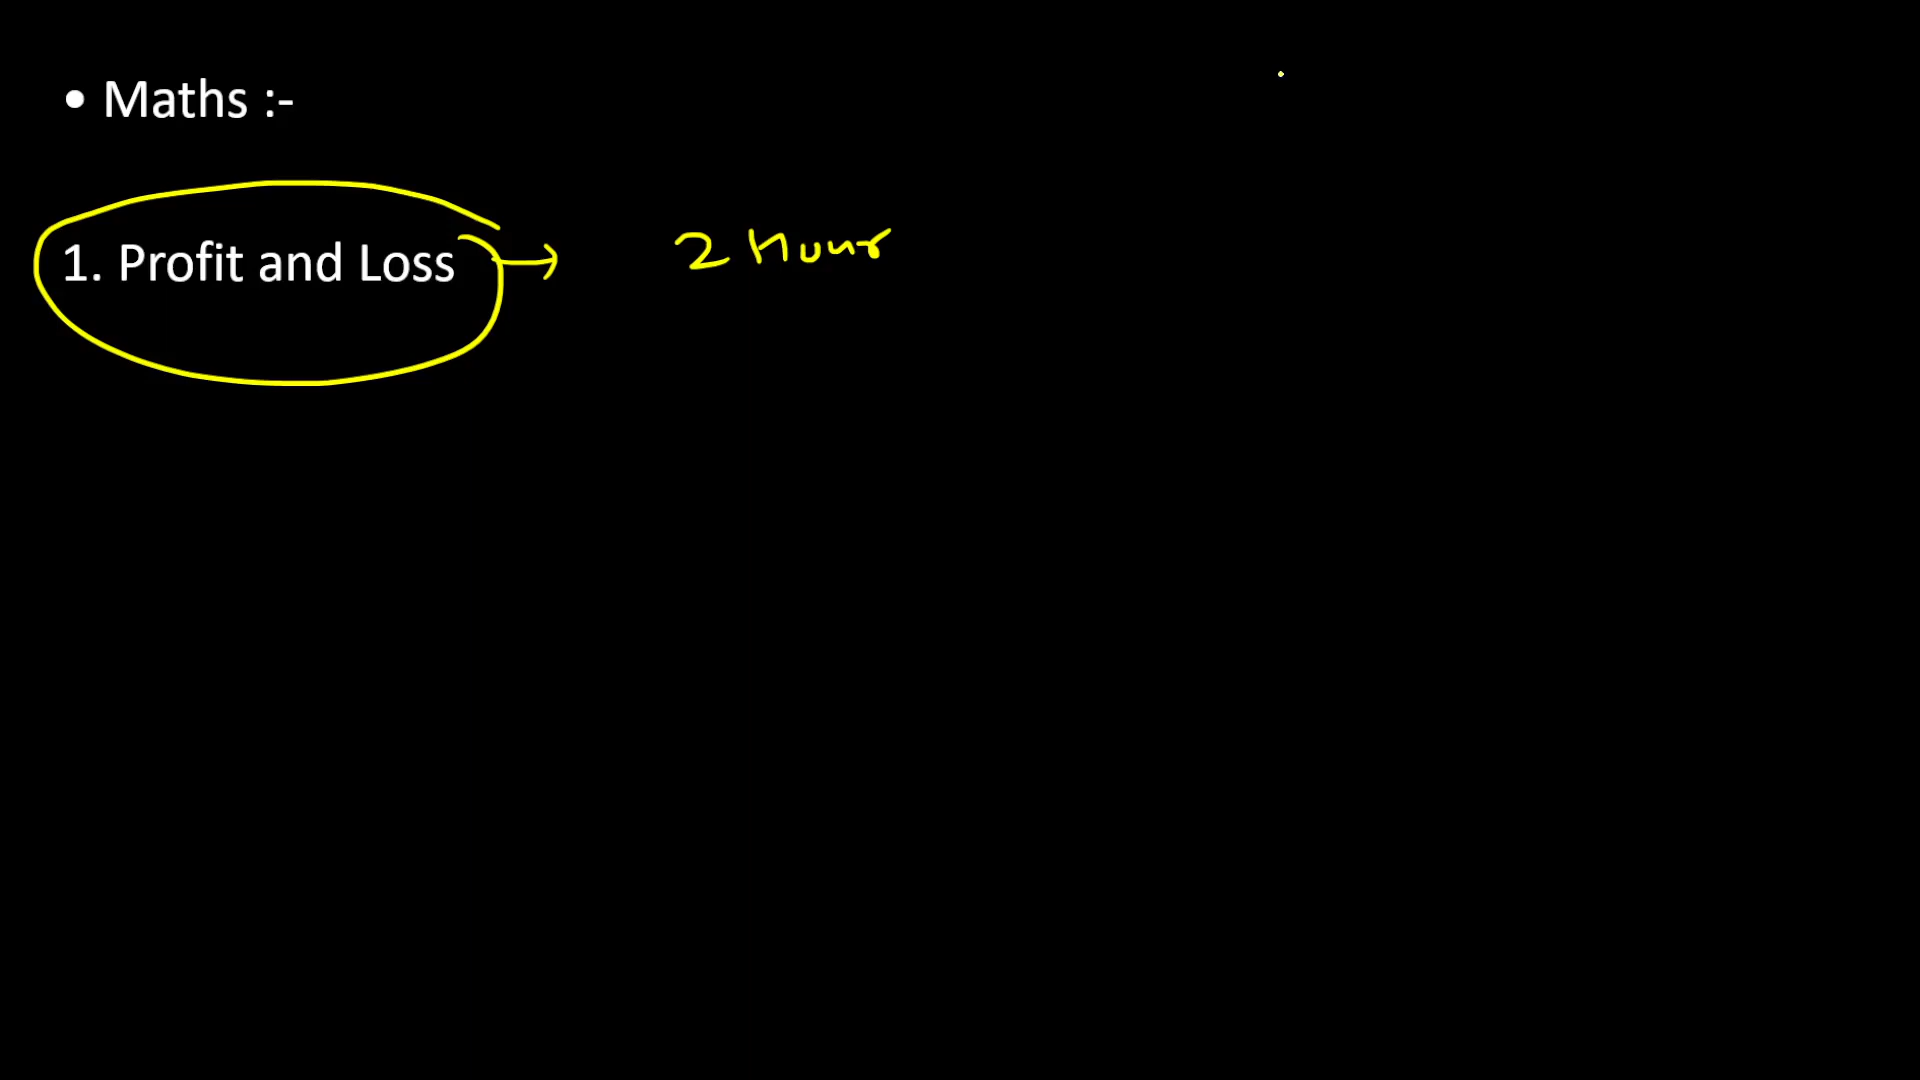 • Maths :-
1. Profit and Loss → 2 Hour